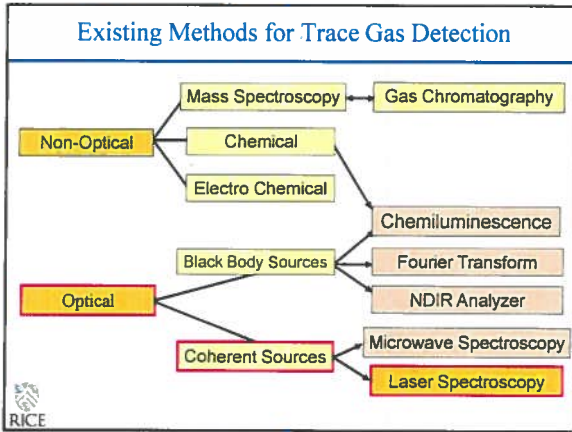 Existing Methods for Trace Gas Detection
Mass Spectroscopy
Gas Chromatography
Non-Optical
Chemical
Electro Chemical
Chemiluminescence
Black Body Sources
Fourier Transform
Optical
NDIR Analyzer
Microwave Spectroscopy
Coherent Sources
Laser Spectroscopy
RICE